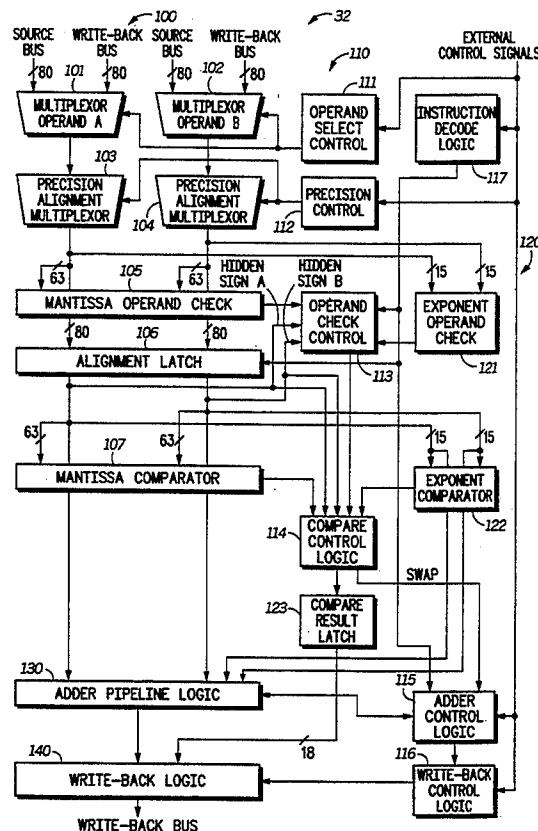 100
32
SOURCE BUS
WRITE-BACK BUS
SOURCE BUS
WRITE-BACK BUS
EXTERNAL CONTROL SIGNALS
80
80
80
80
101
102
110
111
MULTIPLEXOR OPERAND A
MULTIPLEXOR OPERAND B
OPERAND SELECT CONTROL
INSTRUCTION DECODE LOGIC
117
103
PRECISION ALIGNMENT MULTIPLEXOR
104
PRECISION ALIGNMENT MULTIPLEXOR
112
PRECISION CONTROL
120
63
105
63
HIDDEN SIGN A
HIDDEN SIGN B
15
15
MANTISSA OPERAND CHECK
OPERAND CHECK CONTROL
113
EXPONENT OPERAND CHECK
121
80
106
80
ALIGNMENT LATCH
63
107
63
15
15
MANTISSA COMPARATOR
EXPONENT COMPARATOR
122
114
COMPARE CONTROL LOGIC
SWAP
123
COMPARE RESULT LATCH
130
ADDER PIPELINE LOGIC
115
ADDER CONTROL LOGIC
18
140
WRITE-BACK LOGIC
116
WRITE-BACK CONTROL LOGIC
WRITE-BACK BUS